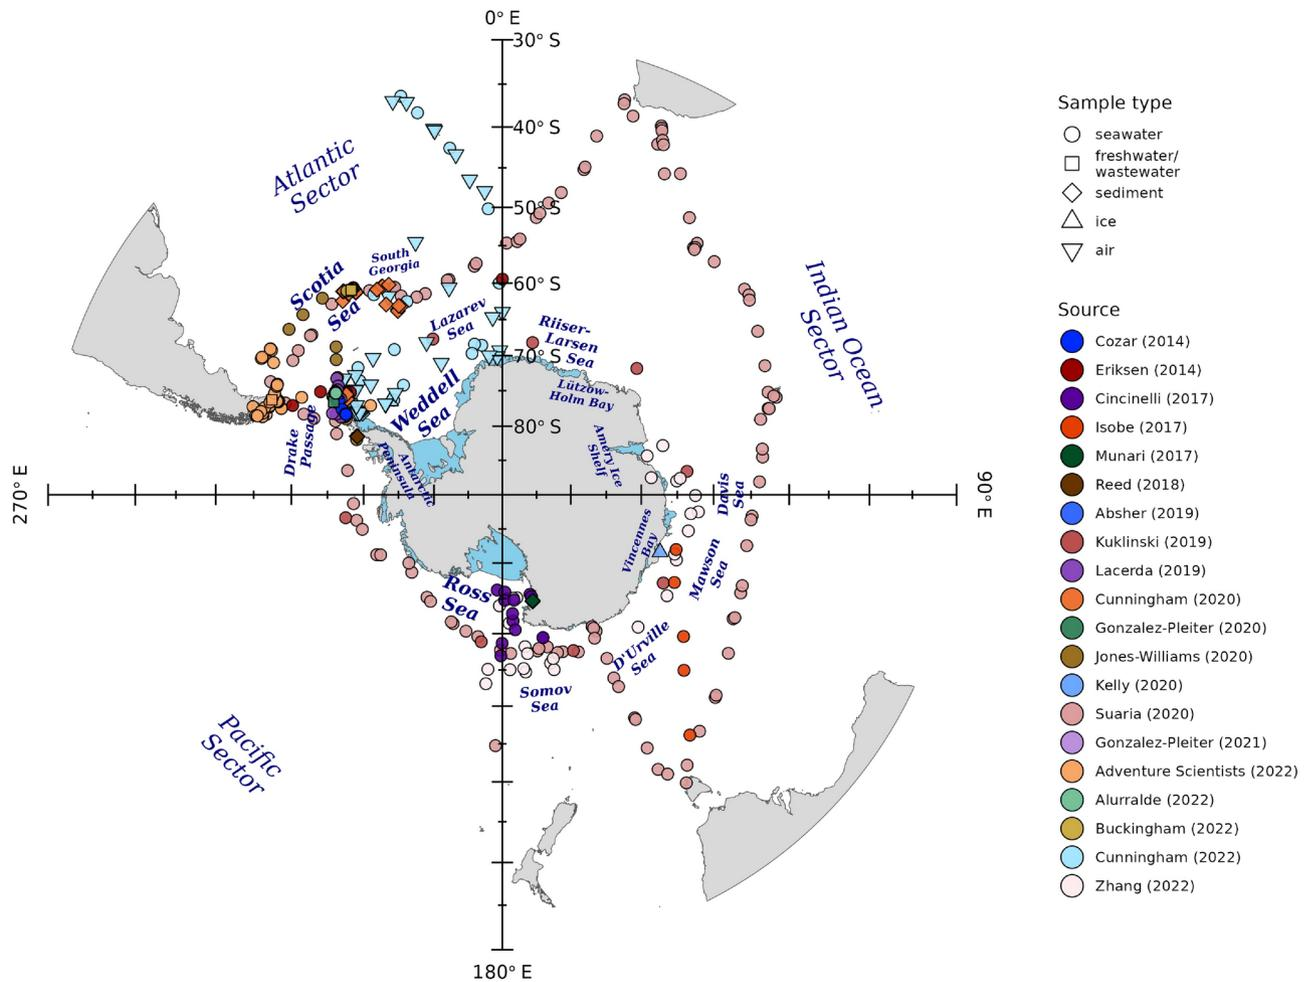 0° E
30° S
40° S
50° S
60° S
70° S
80° S
90° E
180° E
270° E
Atlantic
Sector
Indian Ocean
Sector
Pacific
Sector
Scotia
Sea
South
Georgia
Lazarev
Sea
Riiser-
Larsen
Sea
Lützow-
Holm Bay
Weddell
Sea
Drake
Passage
Antarctic
Peninsula
Amery Ice
Shelf
Davis
Sea
Vincennes
Bay
Mawson
Sea
Ross
Sea
D'Urville
Sea
Somov
Sea
Sample type
seawater
freshwater/
wastewater
sediment
ice
air
Source
Cozar (2014)
Eriksen (2014)
Cincinelli (2017)
Isobe (2017)
Munari (2017)
Reed (2018)
Absher (2019)
Kuklinski (2019)
Lacerda (2019)
Cunningham (2020)
Gonzalez-Pleiter (2020)
Jones-Williams (2020)
Kelly (2020)
Suaria (2020)
Gonzalez-Pleiter (2021)
Adventure Scientists (2022)
Alurralde (2022)
Buckingham (2022)
Cunningham (2022)
Zhang (2022)